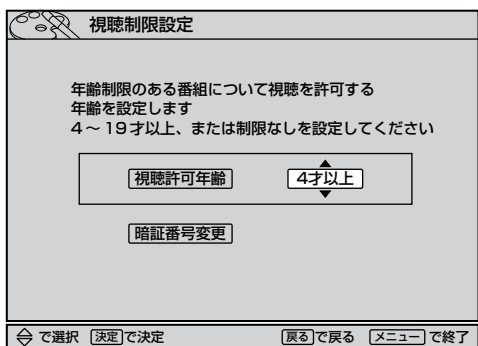 視聴制限設定
年齢制限のある番組について視聴を許可する
年齢を設定します
4～19才以上、または制限なしを設定してください
視聴許可年齢 4才以上
暗証番号変更
で選択 決定で決定 戻るで戻る メニューで終了